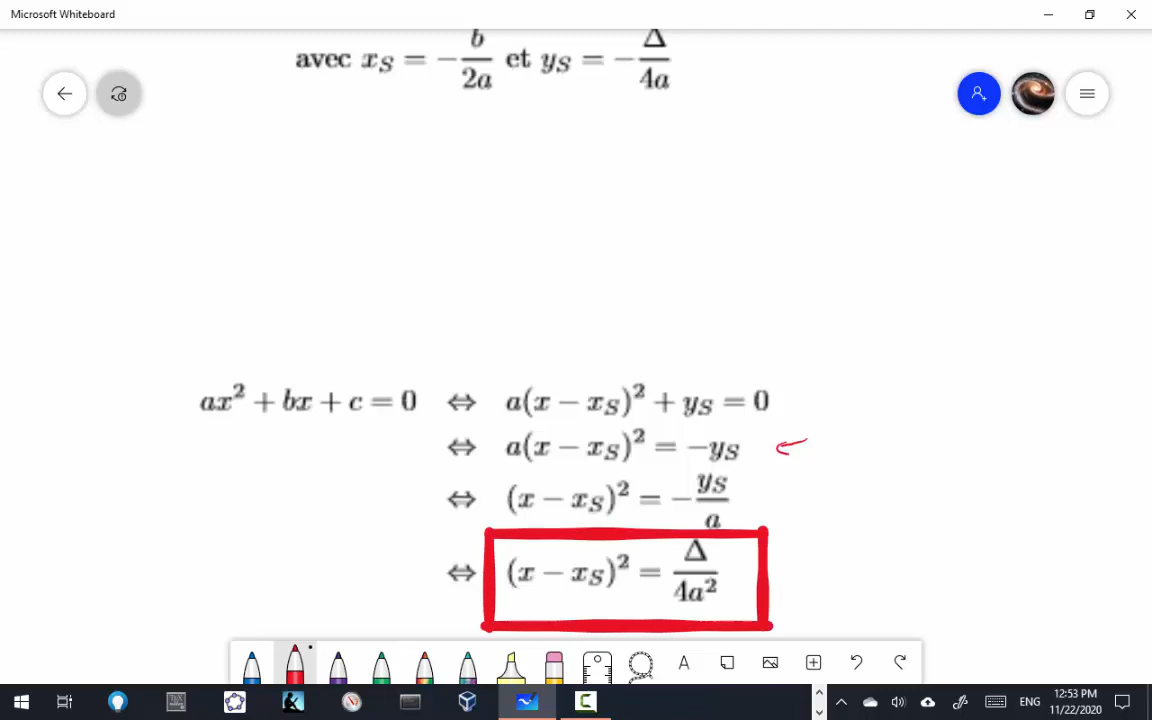 Microsoft Whiteboard
avec x_S = -b/2a et y_S = -Δ/4a
ax² + bx + c = 0 ⇔ a(x − x_S)² + y_S = 0
⇔ a(x − x_S)² = −y_S
⇔ (x − x_S)² = −y_S/a
⇔ (x − x_S)² = Δ/4a²
A
ENG
12:53 PM
11/22/2020